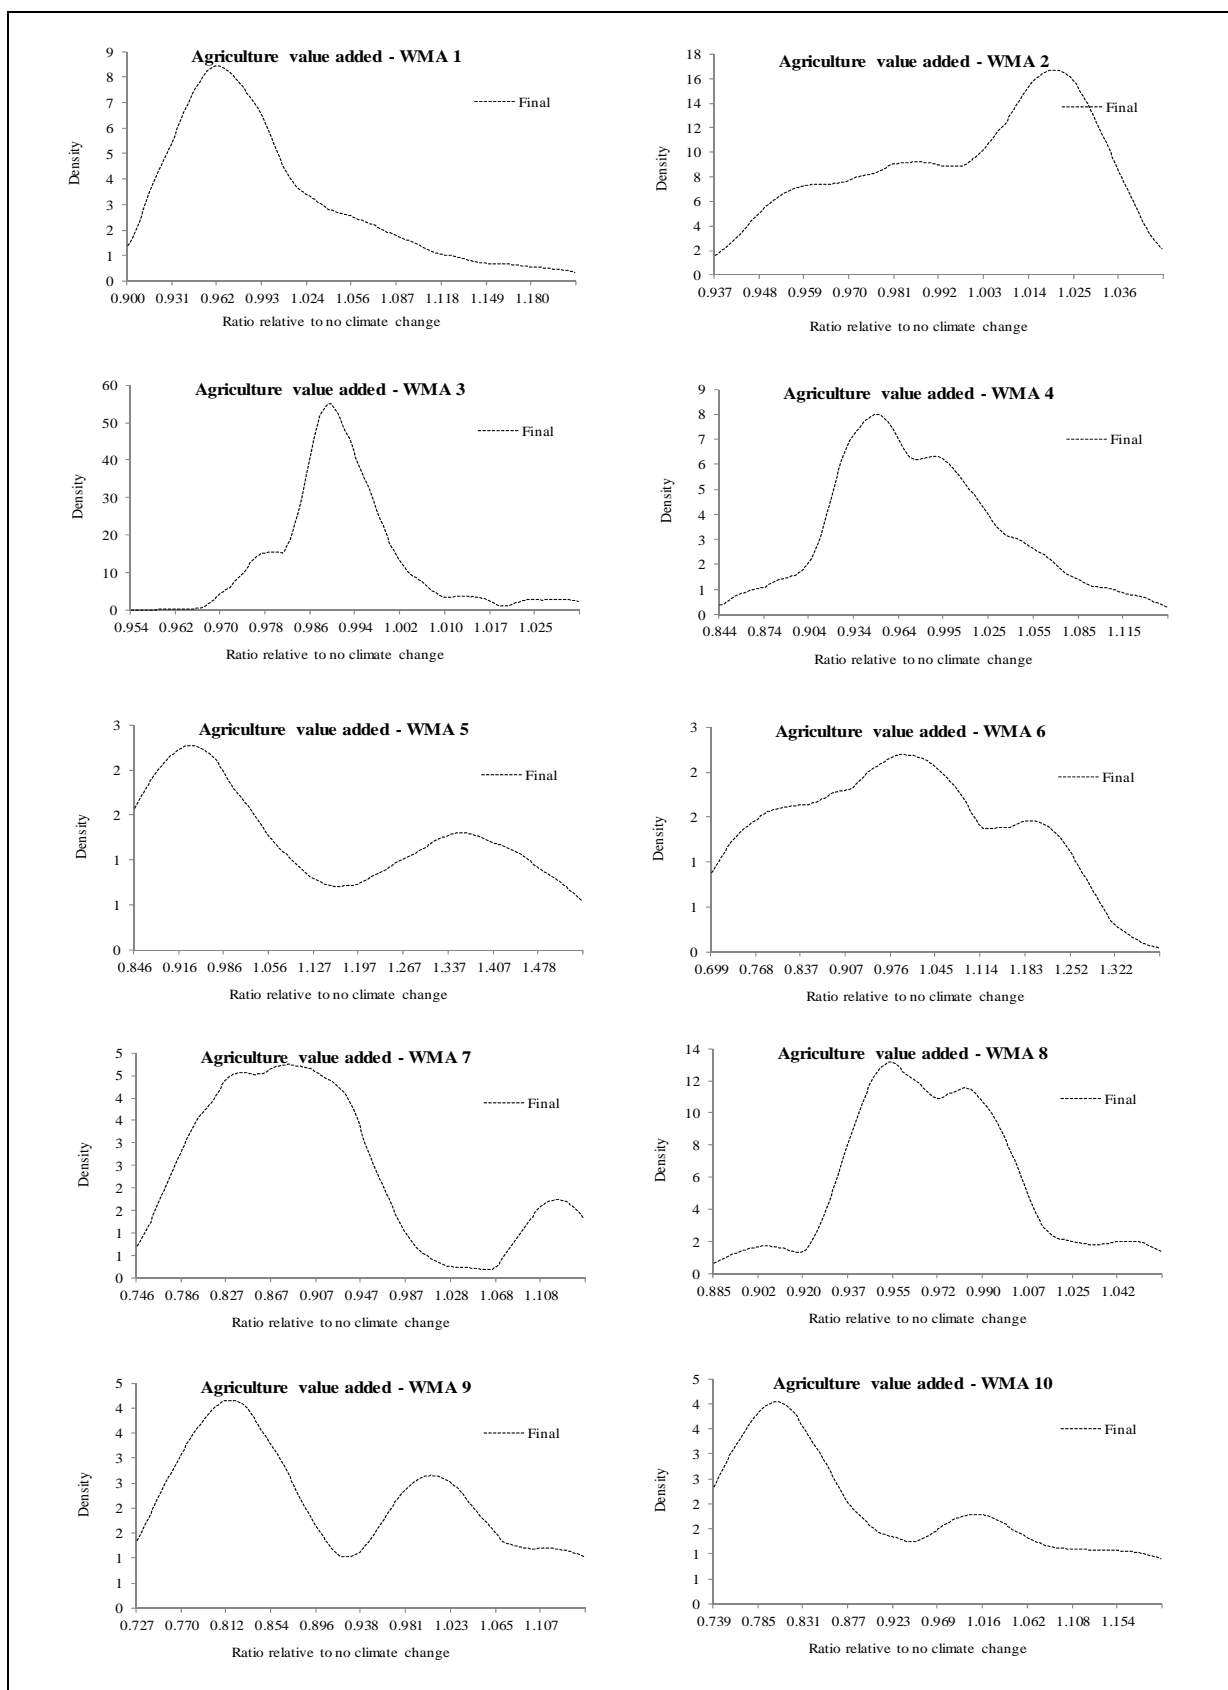 Agriculture value added - WMA 1
9
8
7
6
5
4
3
2
1
0
Density
Final
0.900 0.931 0.962 0.993 1.024 1.056 1.087 1.118 1.149 1.180
Ratio relative to no climate change
Agriculture value added - WMA 2
18
16
14
12
10
8
6
4
2
0
Density
Final
0.937 0.948 0.959 0.970 0.981 0.992 1.003 1.014 1.025 1.036
Ratio relative to no climate change
Agriculture value added - WMA 3
60
50
40
30
20
10
0
Density
Final
0.954 0.962 0.970 0.978 0.986 0.994 1.002 1.010 1.017 1.025
Ratio relative to no climate change
Agriculture value added - WMA 4
9
8
7
6
5
4
3
2
1
0
Density
Final
0.844 0.874 0.904 0.934 0.964 0.995 1.025 1.055 1.085 1.115
Ratio relative to no climate change
Agriculture value added - WMA 5
3
2
2
1
1
0
Density
Final
0.846 0.916 0.986 1.056 1.127 1.197 1.267 1.337 1.407 1.478
Ratio relative to no climate change
Agriculture value added - WMA 6
3
2
2
1
1
0
Density
Final
0.699 0.768 0.837 0.907 0.976 1.045 1.114 1.183 1.252 1.322
Ratio relative to no climate change
Agriculture value added - WMA 7
5
5
4
4
3
3
2
2
1
1
0
Density
Final
0.746 0.786 0.827 0.867 0.907 0.947 0.987 1.028 1.068 1.108
Ratio relative to no climate change
Agriculture value added - WMA 8
14
12
10
8
6
4
2
0
Density
Final
0.885 0.902 0.920 0.937 0.955 0.972 0.990 1.007 1.025 1.042
Ratio relative to no climate change
Agriculture value added - WMA 9
5
4
4
3
3
2
2
1
1
0
Density
Final
0.727 0.770 0.812 0.854 0.896 0.938 0.981 1.023 1.065 1.107
Ratio relative to no climate change
Agriculture value added - WMA 10
5
4
4
3
3
2
2
1
1
0
Density
Final
0.739 0.785 0.831 0.877 0.923 0.969 1.016 1.062 1.108 1.154
Ratio relative to no climate change